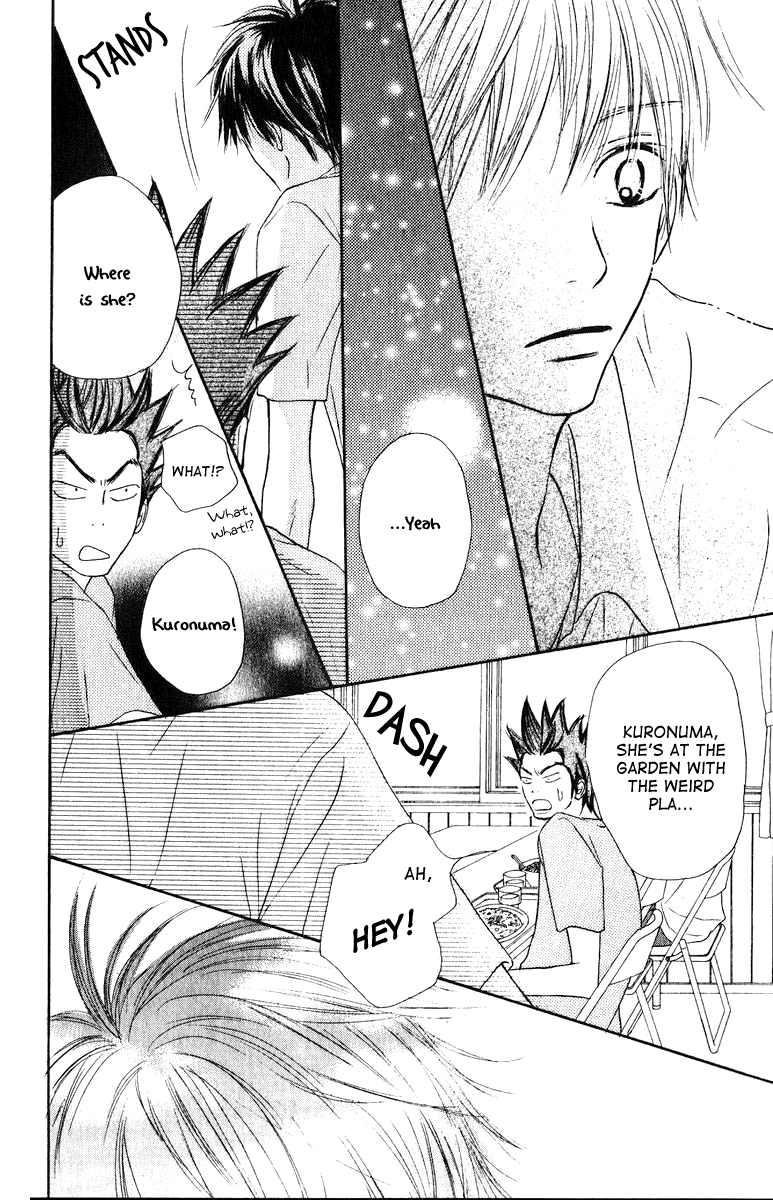 ...Yeah
STANDS
Where
is she?
WHAT!?
What,
what!?
Kuronuma!
KURONUMA,
SHE'S AT THE
GARDEN WITH
THE WEIRD
PLA...
DASH
AH,
HEY!